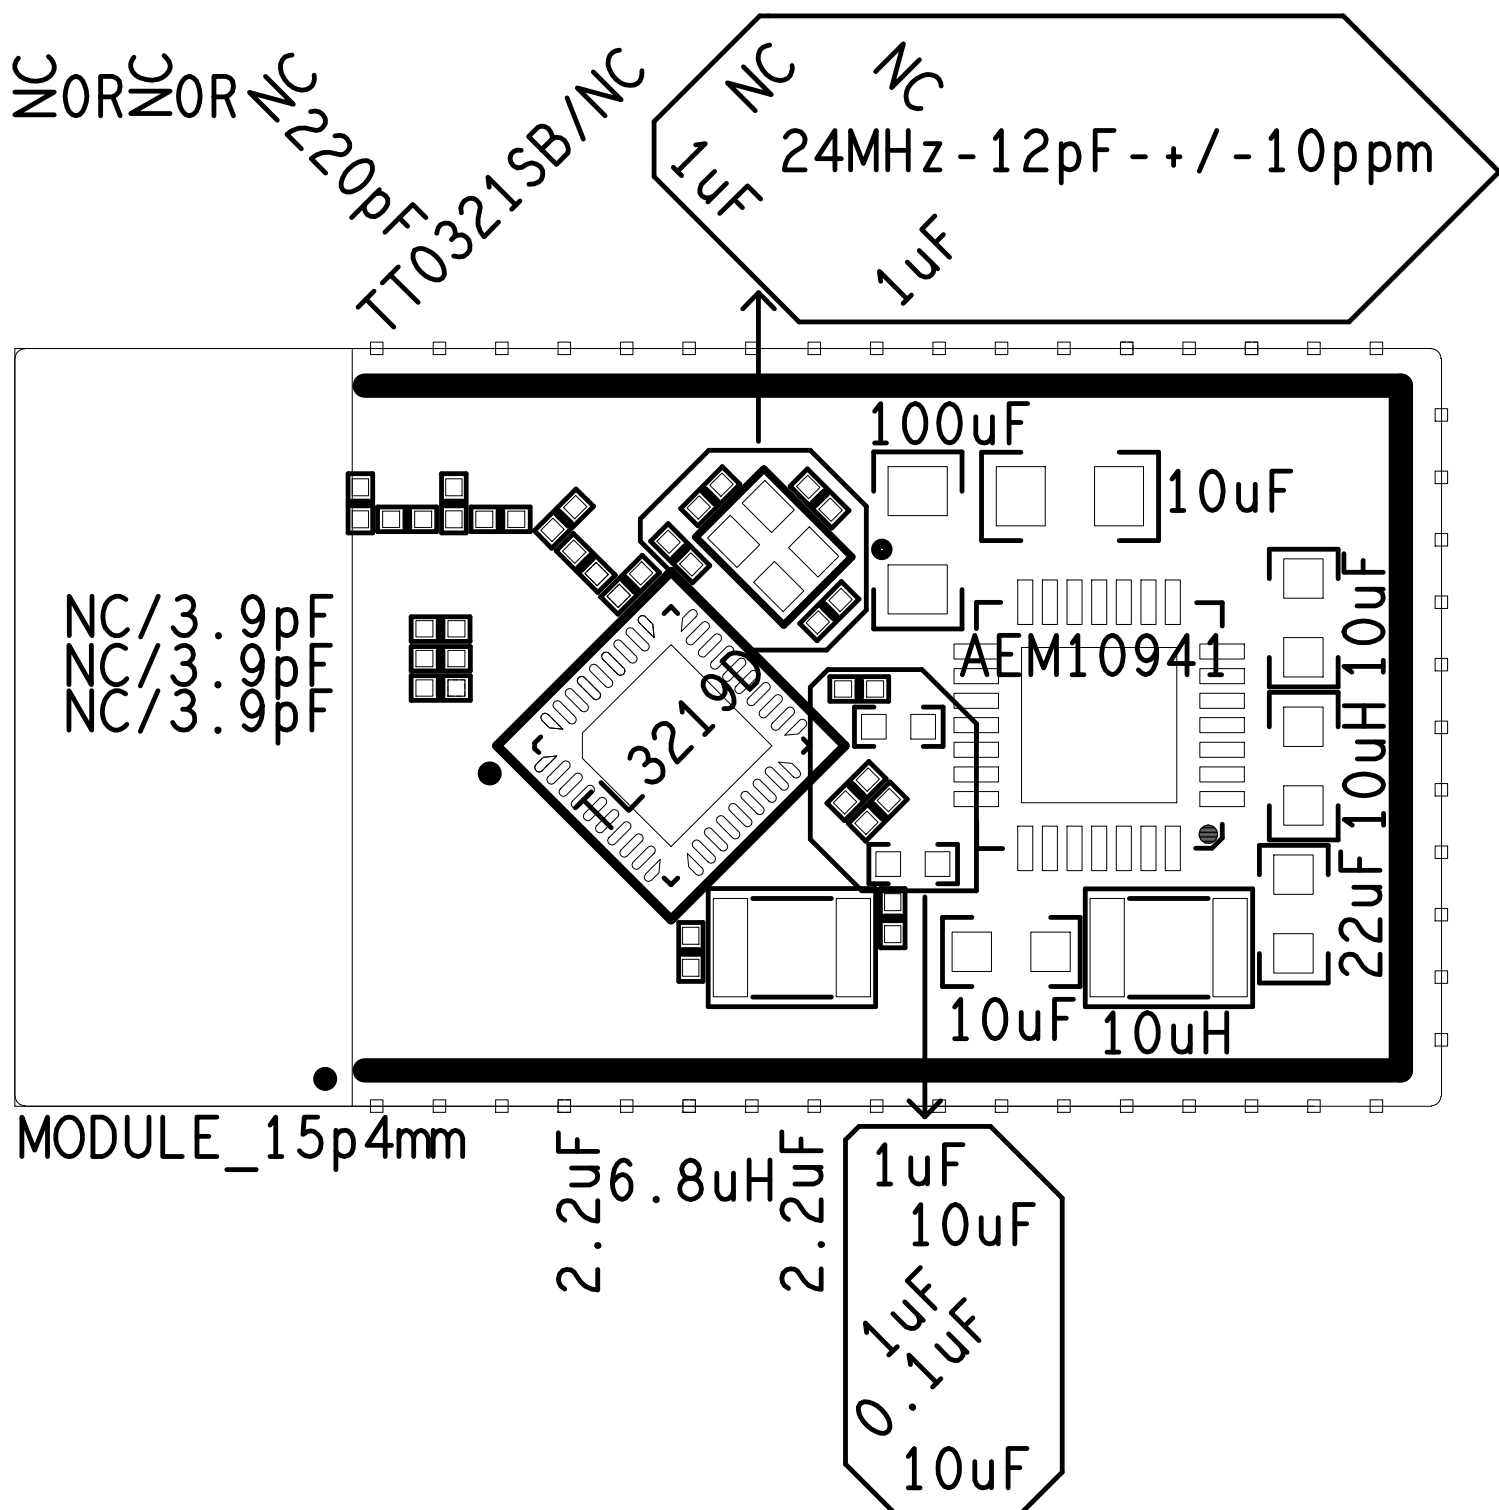 NC
0R
NC
0R
NC
220pF
TT0321SB/NC
NC
NC
24MHz-12pF-+/-10ppm
1uF
1uF
100uF
10uF
10uF
NC/3.9pF
NC/3.9pF
NC/3.9pF
AEM10941
3219D
10uH
22uF
10uF
10uH
MODULE_15p4mm
2.2uF
6.8uH
2.2uF
1uF
10uF
1uF
0.1uF
10uF